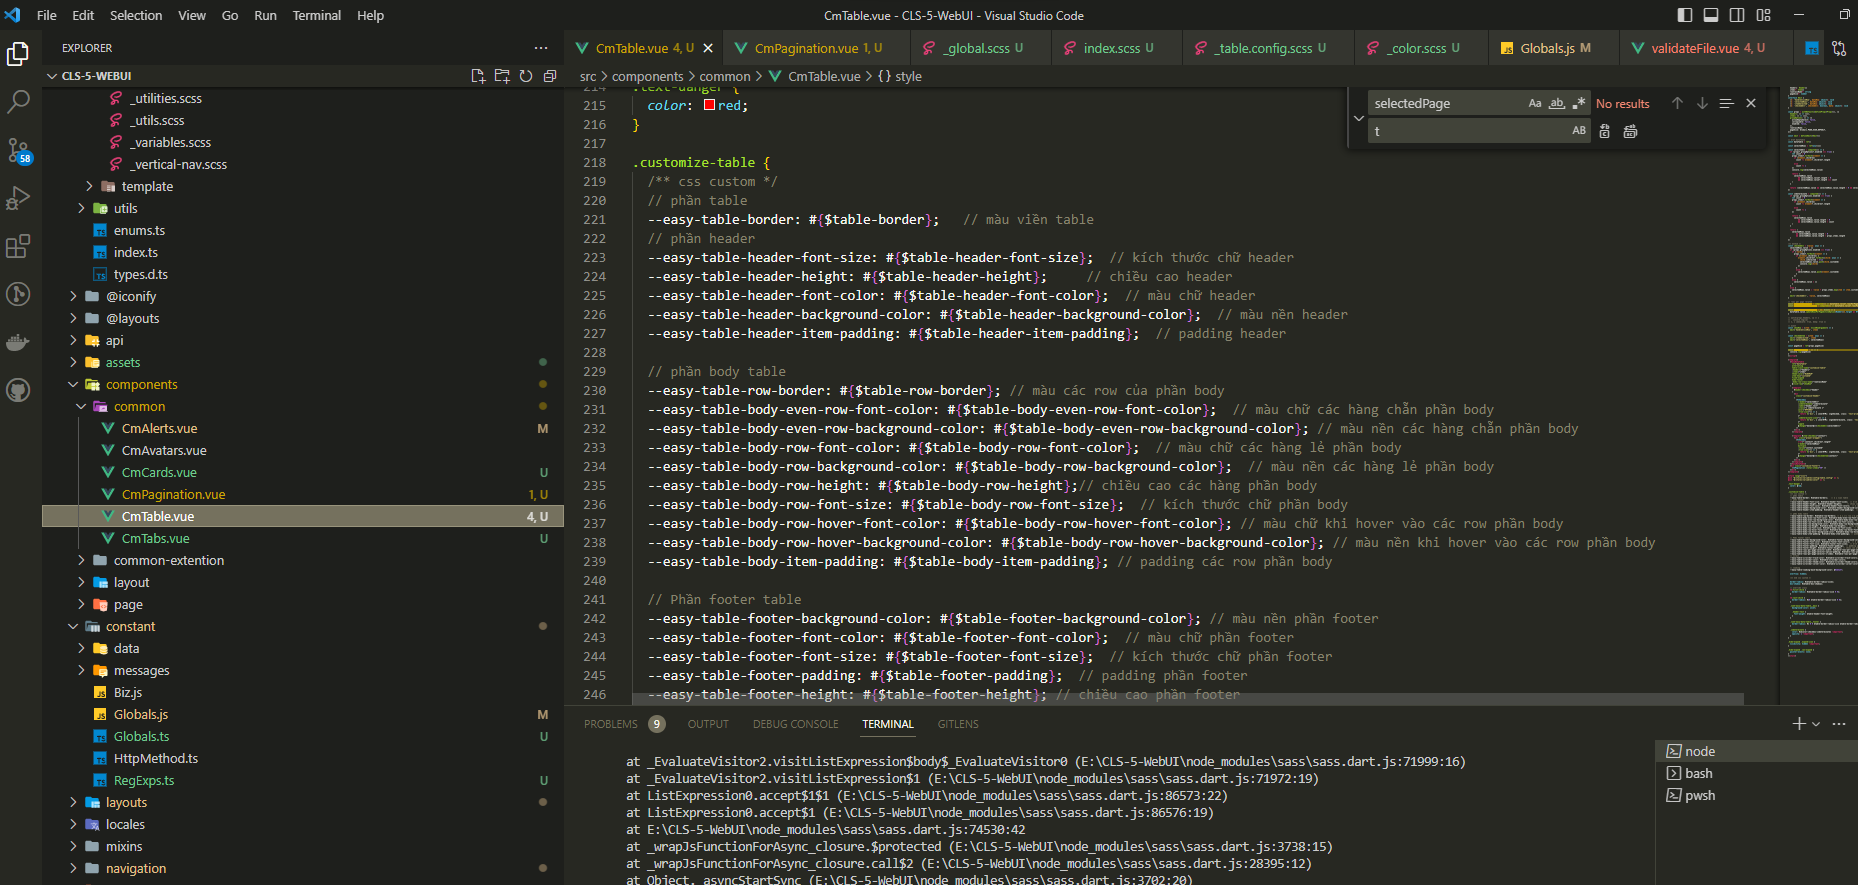 File Edit Selection View Go Run Terminal Help
CmTable.vue - CLS-5-WebUI - Visual Studio Code
EXPLORER
CLS-5-WEBUI
_utilities.scss
_utils.scss
_variables.scss
_vertical-nav.scss
template
utils
enums.ts
index.ts
types.d.ts
@iconify
@layouts
api
assets
components
common
CmAlerts.vue M
CmAvatars.vue
CmCards.vue U
CmPagination.vue 1, U
CmTable.vue 4, U
CmTabs.vue U
common-extention
layout
page
constant
data
messages
Biz.js
Globals.js M
Globals.ts U
HttpMethod.ts
RegExps.ts U
layouts
locales
mixins
navigation
58
CmTable.vue 4, U
CmPagination.vue 1, U
_global.scss U
index.scss U
_table.config.scss U
_color.scss U
Globals.js M
validateFile.vue 4, U
src > components > common > CmTable.vue > {} style
selectedPage Aa ab No results
t AB
214 .text-danger {
215 color: red;
216 }
217
218 .customize-table {
219 /** css custom */
220 // phần table
221 --easy-table-border: #{$table-border}; // màu viền table
222 // phần header
223 --easy-table-header-font-size: #{$table-header-font-size}; // kích thước chữ header
224 --easy-table-header-height: #{$table-header-height}; // chiều cao header
225 --easy-table-header-font-color: #{$table-header-font-color}; // màu chữ header
226 --easy-table-header-background-color: #{$table-header-background-color}; // màu nền header
227 --easy-table-header-item-padding: #{$table-header-item-padding}; // padding header
228
229 // phần body table
230 --easy-table-row-border: #{$table-row-border}; // màu các row của phần body
231 --easy-table-body-even-row-font-color: #{$table-body-even-row-font-color}; // màu chữ các hàng chẵn phần body
232 --easy-table-body-even-row-background-color: #{$table-body-even-row-background-color}; // màu nền các hàng chẵn phần body
233 --easy-table-body-row-font-color: #{$table-body-row-font-color}; // màu chữ các hàng lẻ phần body
234 --easy-table-body-row-background-color: #{$table-body-row-background-color}; // màu nền các hàng lẻ phần body
235 --easy-table-body-row-height: #{$table-body-row-height};// chiều cao các hàng phần body
236 --easy-table-body-row-font-size: #{$table-body-row-font-size}; // kích thước chữ phần body
237 --easy-table-body-row-hover-font-color: #{$table-body-row-hover-font-color}; // màu chữ khi hover vào các row phần body
238 --easy-table-body-row-hover-background-color: #{$table-body-row-hover-background-color}; // màu nền khi hover vào các row phần body
239 --easy-table-body-item-padding: #{$table-body-item-padding}; // padding các row phần body
240
241 // Phần footer table
242 --easy-table-footer-background-color: #{$table-footer-background-color}; // màu nền phần footer
243 --easy-table-footer-font-color: #{$table-footer-font-color}; // màu chữ phần footer
244 --easy-table-footer-font-size: #{$table-footer-font-size}; // kích thước chữ phần footer
245 --easy-table-footer-padding: #{$table-footer-padding}; // padding phần footer
246 --easy-table-footer-height: #{$table-footer-height}; // chiều cao phần footer
PROBLEMS 9 OUTPUT DEBUG CONSOLE TERMINAL GITLENS
at _EvaluateVisitor2.visitListExpression$body$_EvaluateVisitor0 (E:\CLS-5-WebUI\node_modules\sass\sass.dart.js:71999:16)
at _EvaluateVisitor2.visitListExpression$1 (E:\CLS-5-WebUI\node_modules\sass\sass.dart.js:71972:19)
at ListExpression0.accept$1$1 (E:\CLS-5-WebUI\node_modules\sass\sass.dart.js:86573:22)
at ListExpression0.accept$1 (E:\CLS-5-WebUI\node_modules\sass\sass.dart.js:86576:19)
at E:\CLS-5-WebUI\node_modules\sass\sass.dart.js:74530:42
at _wrapJsFunctionForAsync_closure.$protected (E:\CLS-5-WebUI\node_modules\sass\sass.dart.js:3738:15)
at _wrapJsFunctionForAsync_closure.call$2 (E:\CLS-5-WebUI\node_modules\sass\sass.dart.js:28395:12)
at Object._asyncStartSync (E:\CLS-5-WebUI\node_modules\sass\sass.dart.js:3702:20)
node
bash
pwsh